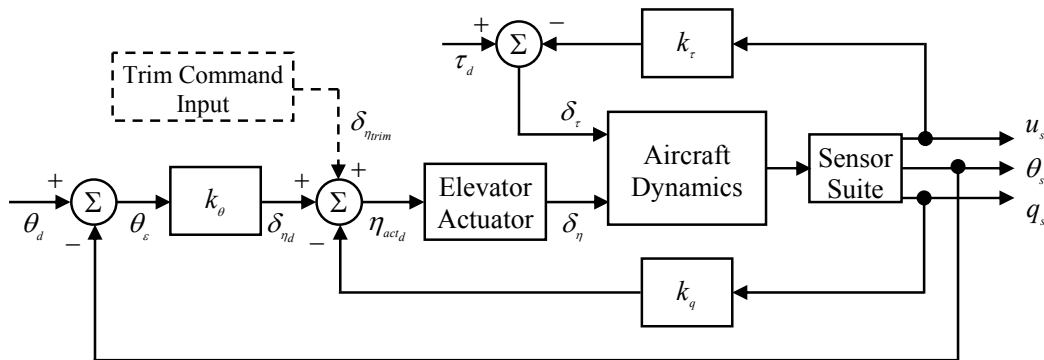 +
−
Σ
k_τ
τ_d
Trim Command
Input
δ_τ
δ_η_trim
u_s
Aircraft
Dynamics
Sensor
Suite
θ_s
+
Σ
−
k_θ
+
+
Σ
−
Elevator
Actuator
q_s
θ_d
θ_ε
δ_η_d
η_act_d
δ_η
k_q